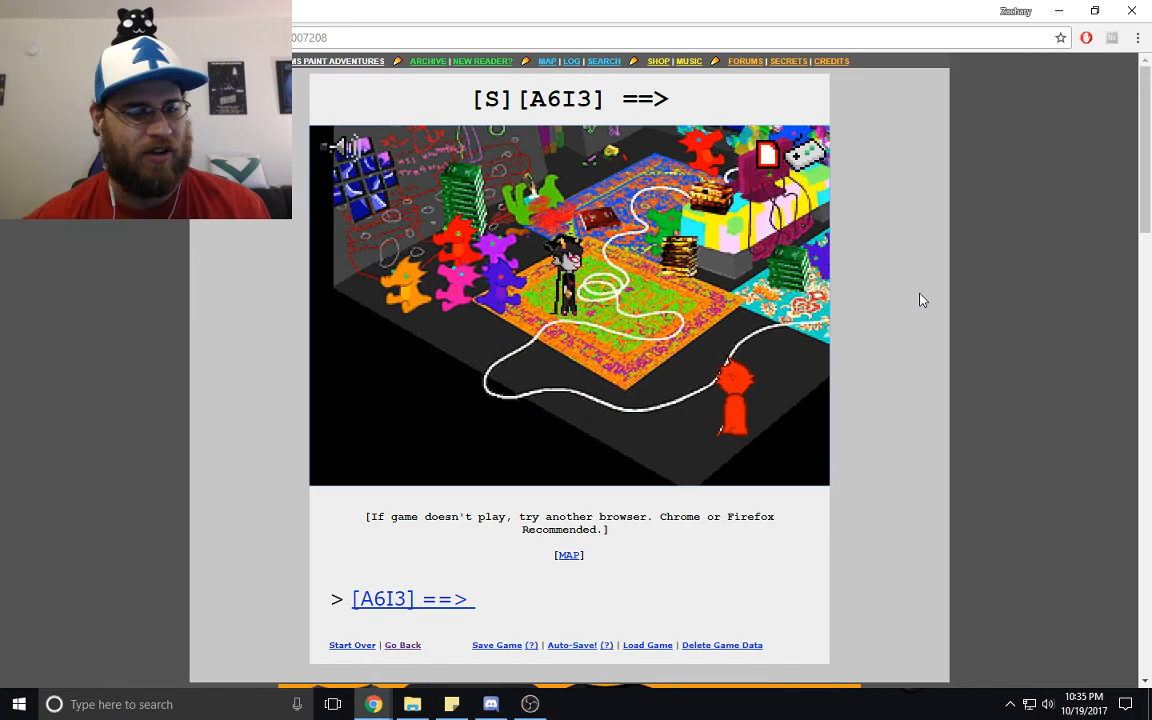 Zachary
007208
MS PAINT ADVENTURES ARCHIVE | NEW READER? MAP | LOG | SEARCH SHOP | MUSIC FORUMS | SECRETS | CREDITS
[S][A6I3] ==>
[If game doesn't play, try another browser. Chrome or Firefox
Recommended.]
[MAP]
> [A6I3] ==>
Start Over | Go Back Save Game (?) | Auto-Save! (?) | Load Game | Delete Game Data
Type here to search
10:35 PM
10/19/2017